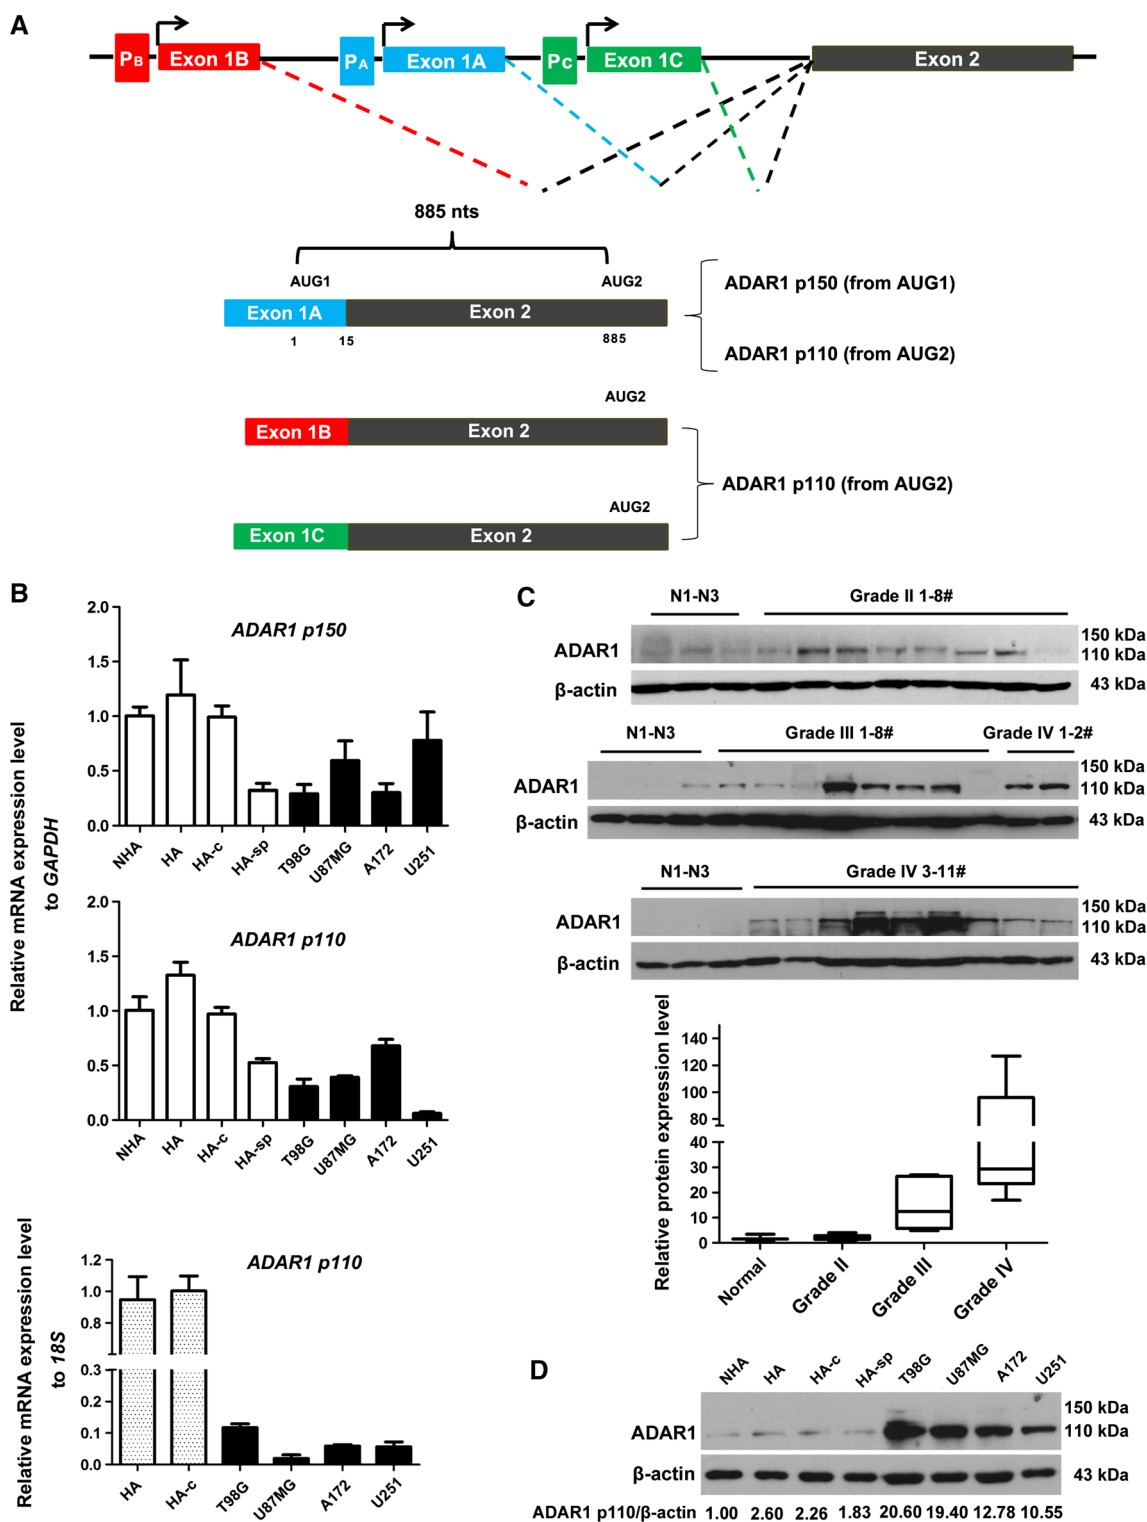 A
PB Exon 1B PA Exon 1A PC Exon 1C Exon 2
885 nts
AUG1 AUG2
Exon 1A Exon 2
1 15 885
ADAR1 p150 (from AUG1)
ADAR1 p110 (from AUG2)
AUG2
Exon 1B Exon 2
ADAR1 p110 (from AUG2)
AUG2
Exon 1C Exon 2
B
Relative mRNA expression level
to GAPDH
ADAR1 p150
2.0
1.5
1.0
0.5
0.0
NHA HA HA-c HA-sp T98G U87MG A172 U251
ADAR1 p110
2.0
1.5
1.0
0.5
0.0
NHA HA HA-c HA-sp T98G U87MG A172 U251
Relative mRNA expression level
to 18S
ADAR1 p110
1.2
1.0
0.8
0.3
0.2
0.1
0.0
HA HA-c T98G U87MG A172 U251
C
N1-N3 Grade II 1-8#
ADAR1 150 kDa
110 kDa
β-actin 43 kDa
N1-N3 Grade III 1-8# Grade IV 1-2#
ADAR1 150 kDa
110 kDa
β-actin 43 kDa
N1-N3 Grade IV 3-11#
ADAR1 150 kDa
110 kDa
β-actin 43 kDa
Relative protein expression level
140
120
100
80
40
30
20
10
0
Normal Grade II Grade III Grade IV
D
NHA HA HA-c HA-sp T98G U87MG A172 U251
ADAR1 150 kDa
110 kDa
β-actin 43 kDa
ADAR1 p110/β-actin 1.00 2.60 2.26 1.83 20.60 19.40 12.78 10.55